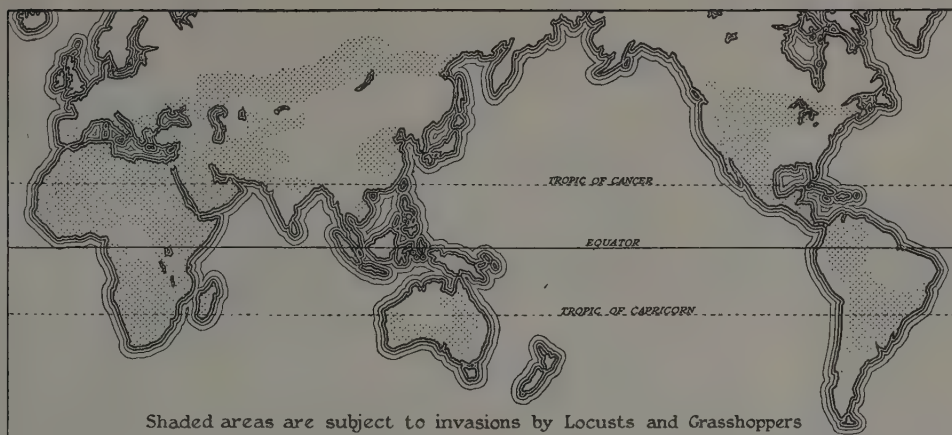 TROPIC OF CANCER
EQUATOR
TROPIC OF CAPRICORN
Shaded areas are subject to invasions by Locusts and Grasshoppers